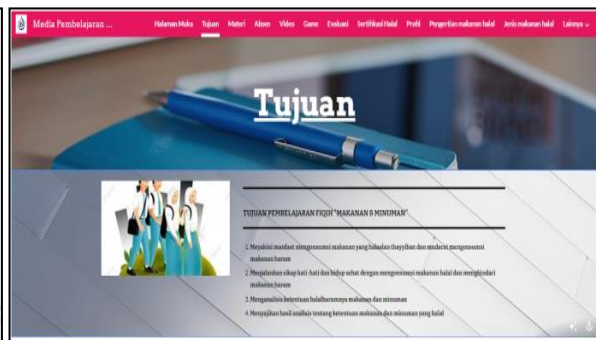 Media Pembelajaran ...
Halaman Muka Tujuan Materi Absen Video Game Evaluasi Sertifikasi Halal Profil Pengertian makanan halal Jenis makanan halal Lainnya
Tujuan
TUJUAN PEMBELAJARAN FIQIH "MAKANAN & MINUMAN"
1. Meyakini manfaat mengonsumsi makanan yang halaalan thayyiban dan mudarat mengonsumsi
makanan haram
2. Menjalankan sikap hati-hati dan hidup sehat dengan mengonsumsi makanan halal dan menghindari
makanan haram
3. Menganalisis ketentuan halalharamnya makanan dan minuman
4. Menyajikan hasil analisis tentang ketentuan makanan dan minuman yang halal